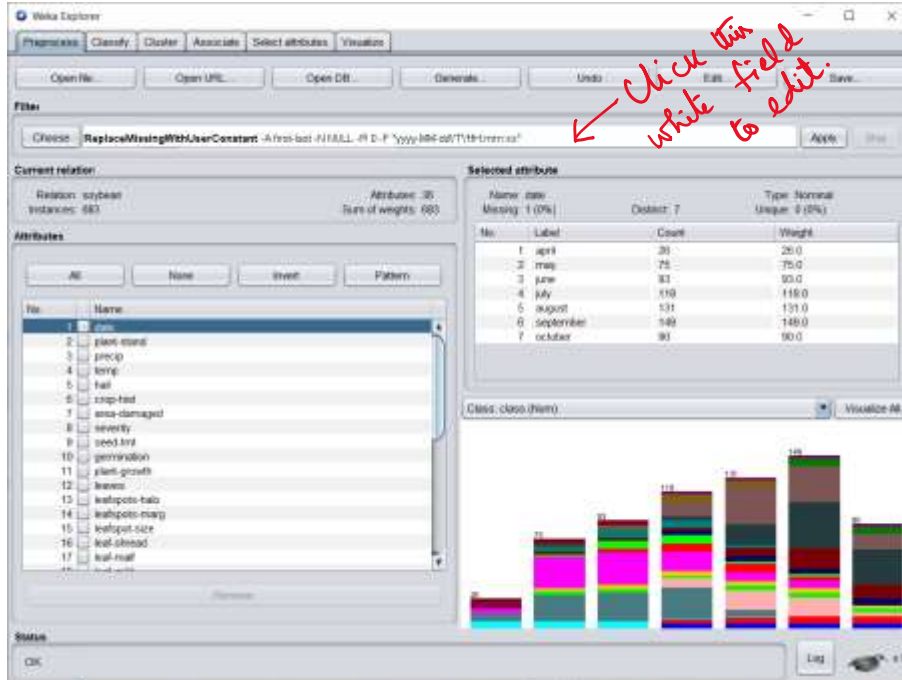 Weka Explorer
Preprocess Classify Cluster Associate Select attributes Visualize
Open file... Open URL... Open DB... Generate... Undo Edit... Save...
Click this
white field
to edit.
Filter
Choose ReplaceMissingWithUserConstant -A first-last -N NULL -R 0 -F "yyyy-MM-dd\'T\'HH:mm:ss"
Apply Stop
Current relation
Relation: soybean Attributes: 36
Instances: 683 Sum of weights: 683
Attributes
All None Invert Pattern
No. Name
1 date
2 plant-stand
3 precip
4 temp
5 hail
6 crop-hist
7 area-damaged
8 severity
9 seed-tmt
10 germination
11 plant-growth
12 leaves
13 leafspots-halo
14 leafspots-marg
15 leafspot-size
16 leaf-shread
17 leaf-malf
Remove
Selected attribute
Name: date Type: Nominal
Missing: 1 (0%) Distinct: 7 Unique: 0 (0%)
No. Label Count Weight
1 april 26 26.0
2 may 75 75.0
3 june 93 93.0
4 july 118 118.0
5 august 131 131.0
6 september 149 149.0
7 october 90 90.0
Class: class (Nom) Visualize All
149
131
118
93
75
90
26
Status
OK
Log